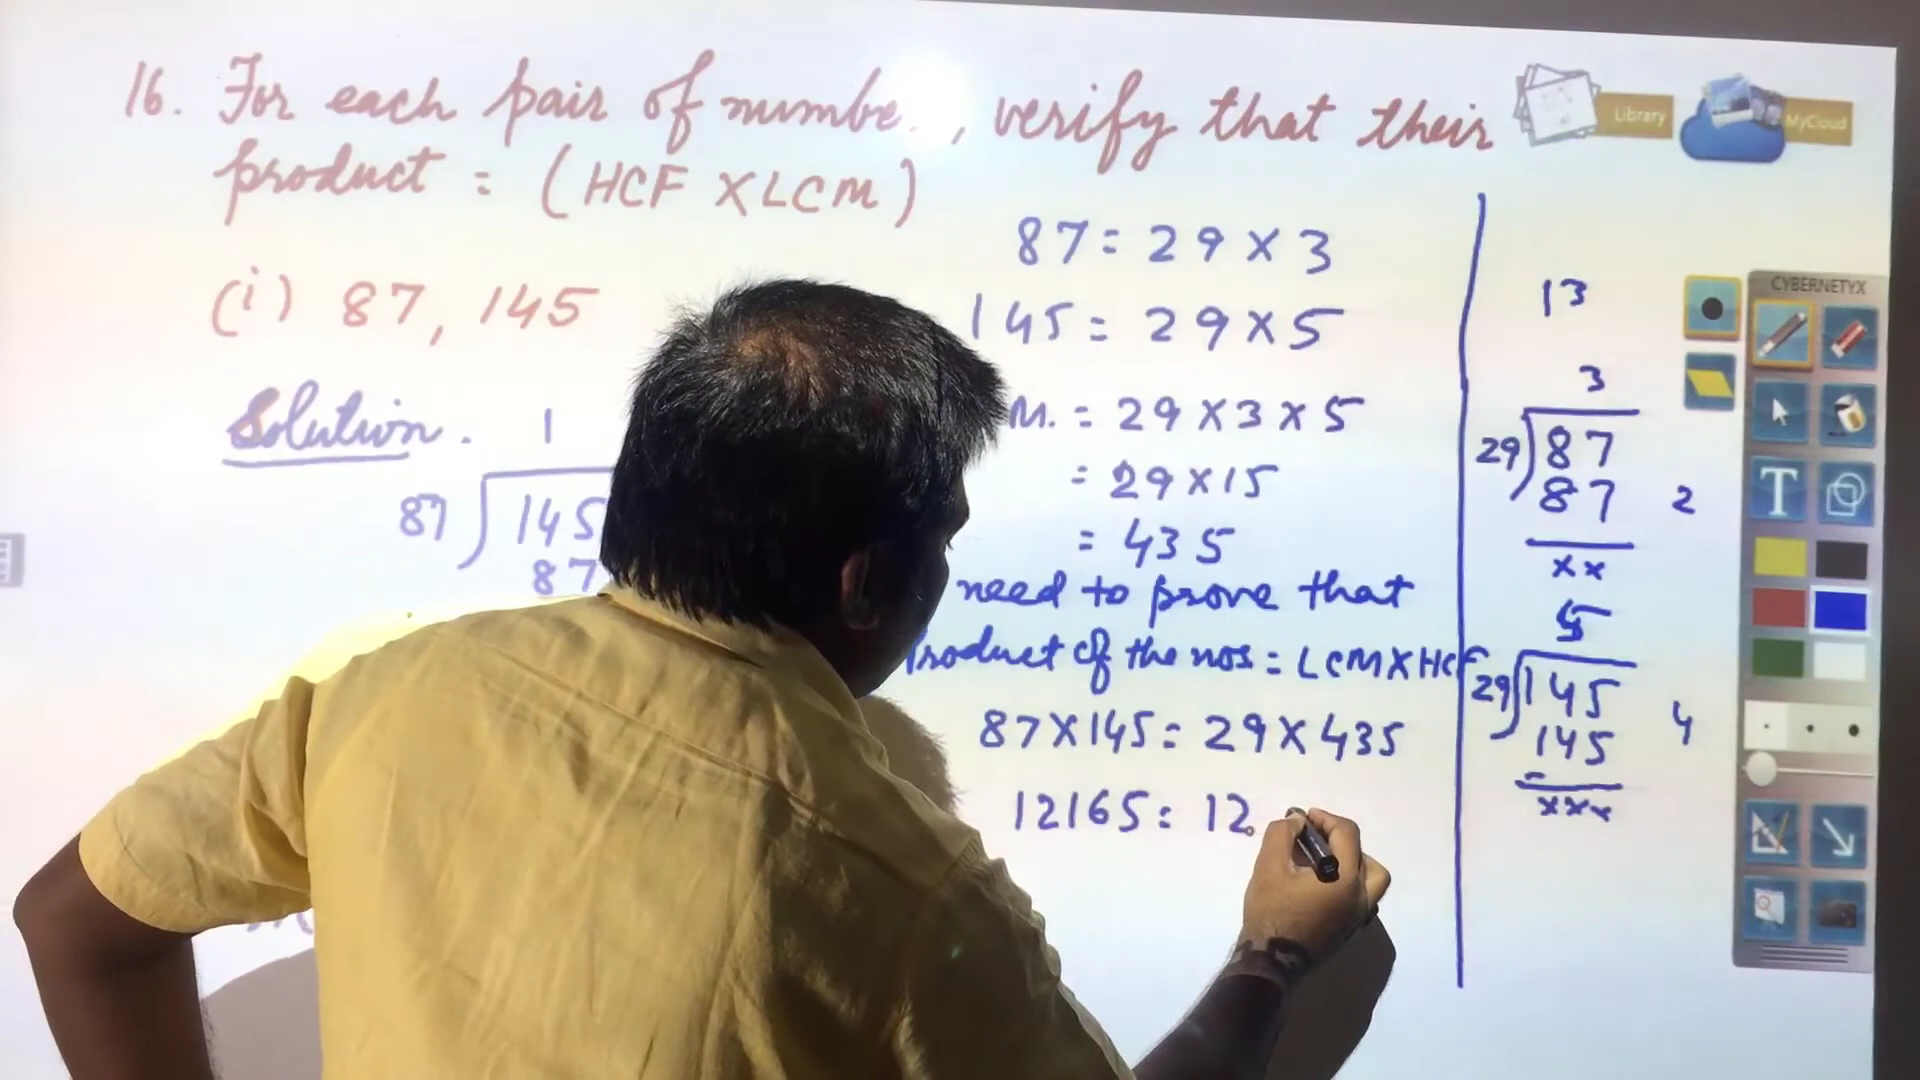 16. For each pair of numbe , verify that their
product = (HCF X LCM)
(i) 87, 145
Solution.
1
87 145
87
87 = 29 × 3
145 = 29 × 5
M. = 29 × 3 × 5
= 29 × 15
= 435
need to prove that
Product of the nos = LCM X HCF
87 X 145 = 29 X 435
12165 = 12
13
3
29 87
87 2
××
5
29 145
145 4
×××
Library
MyCloud
CYBERNETYX
T